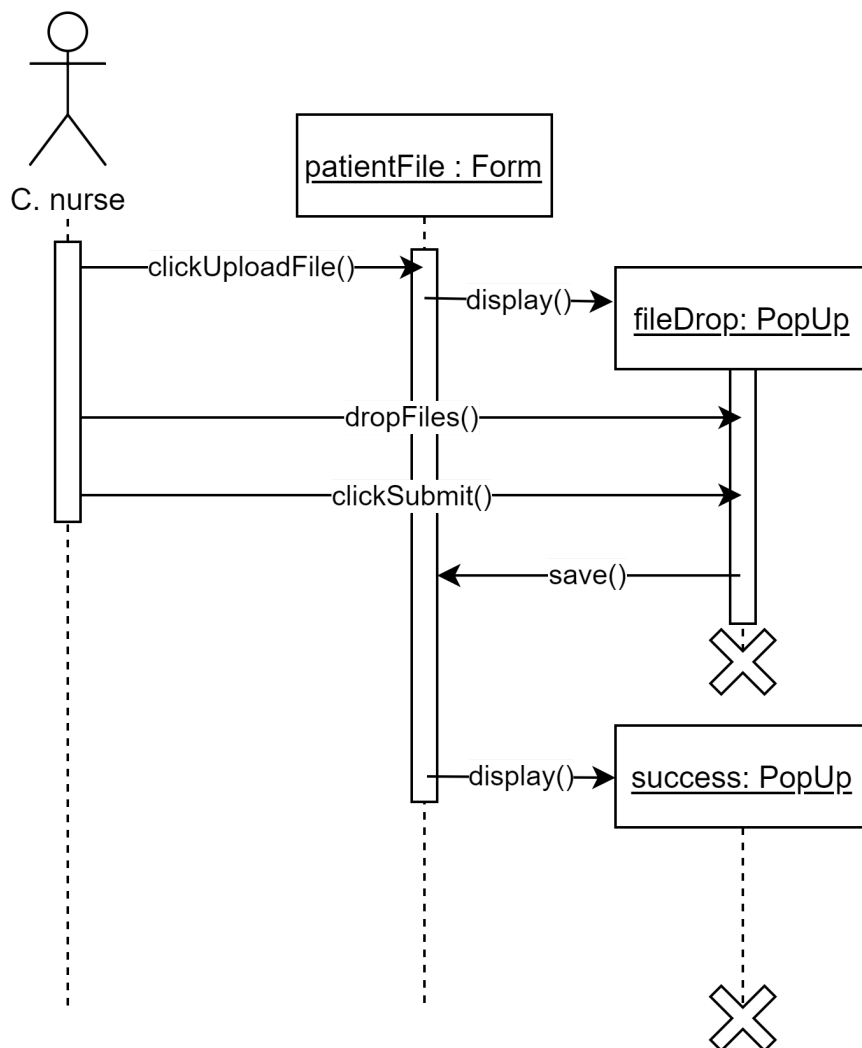 patientFile : Form
C. nurse
clickUploadFile()
display()
fileDrop: PopUp
dropFiles()
clickSubmit()
save()
display()
success: PopUp